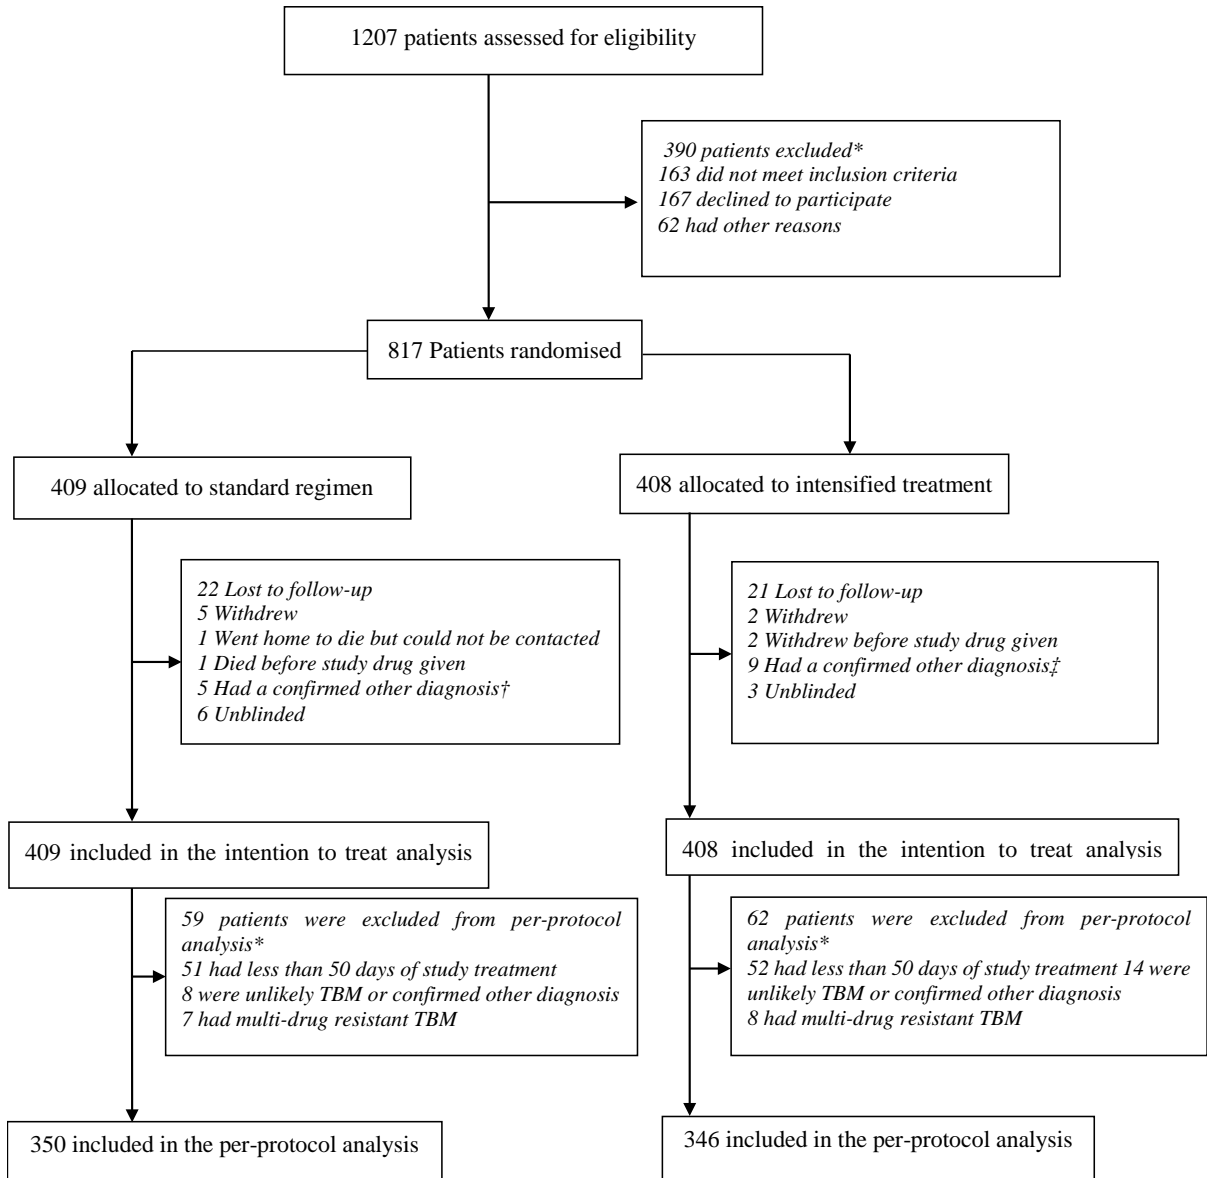 1207 patients assessed for eligibility
390 patients excluded*
163 did not meet inclusion criteria
167 declined to participate
62 had other reasons
817 Patients randomised
409 allocated to standard regimen
408 allocated to intensified treatment
22 Lost to follow-up
5 Withdrew
1 Went home to die but could not be contacted
1 Died before study drug given
5 Had a confirmed other diagnosis†
6 Unblinded
21 Lost to follow-up
2 Withdrew
2 Withdrew before study drug given
9 Had a confirmed other diagnosis‡
3 Unblinded
409 included in the intention to treat analysis
408 included in the intention to treat analysis
59 patients were excluded from per-protocol
analysis*
51 had less than 50 days of study treatment
8 were unlikely TBM or confirmed other diagnosis
7 had multi-drug resistant TBM
62 patients were excluded from per-protocol
analysis*
52 had less than 50 days of study treatment 14 were
unlikely TBM or confirmed other diagnosis
8 had multi-drug resistant TBM
350 included in the per-protocol analysis
346 included in the per-protocol analysis